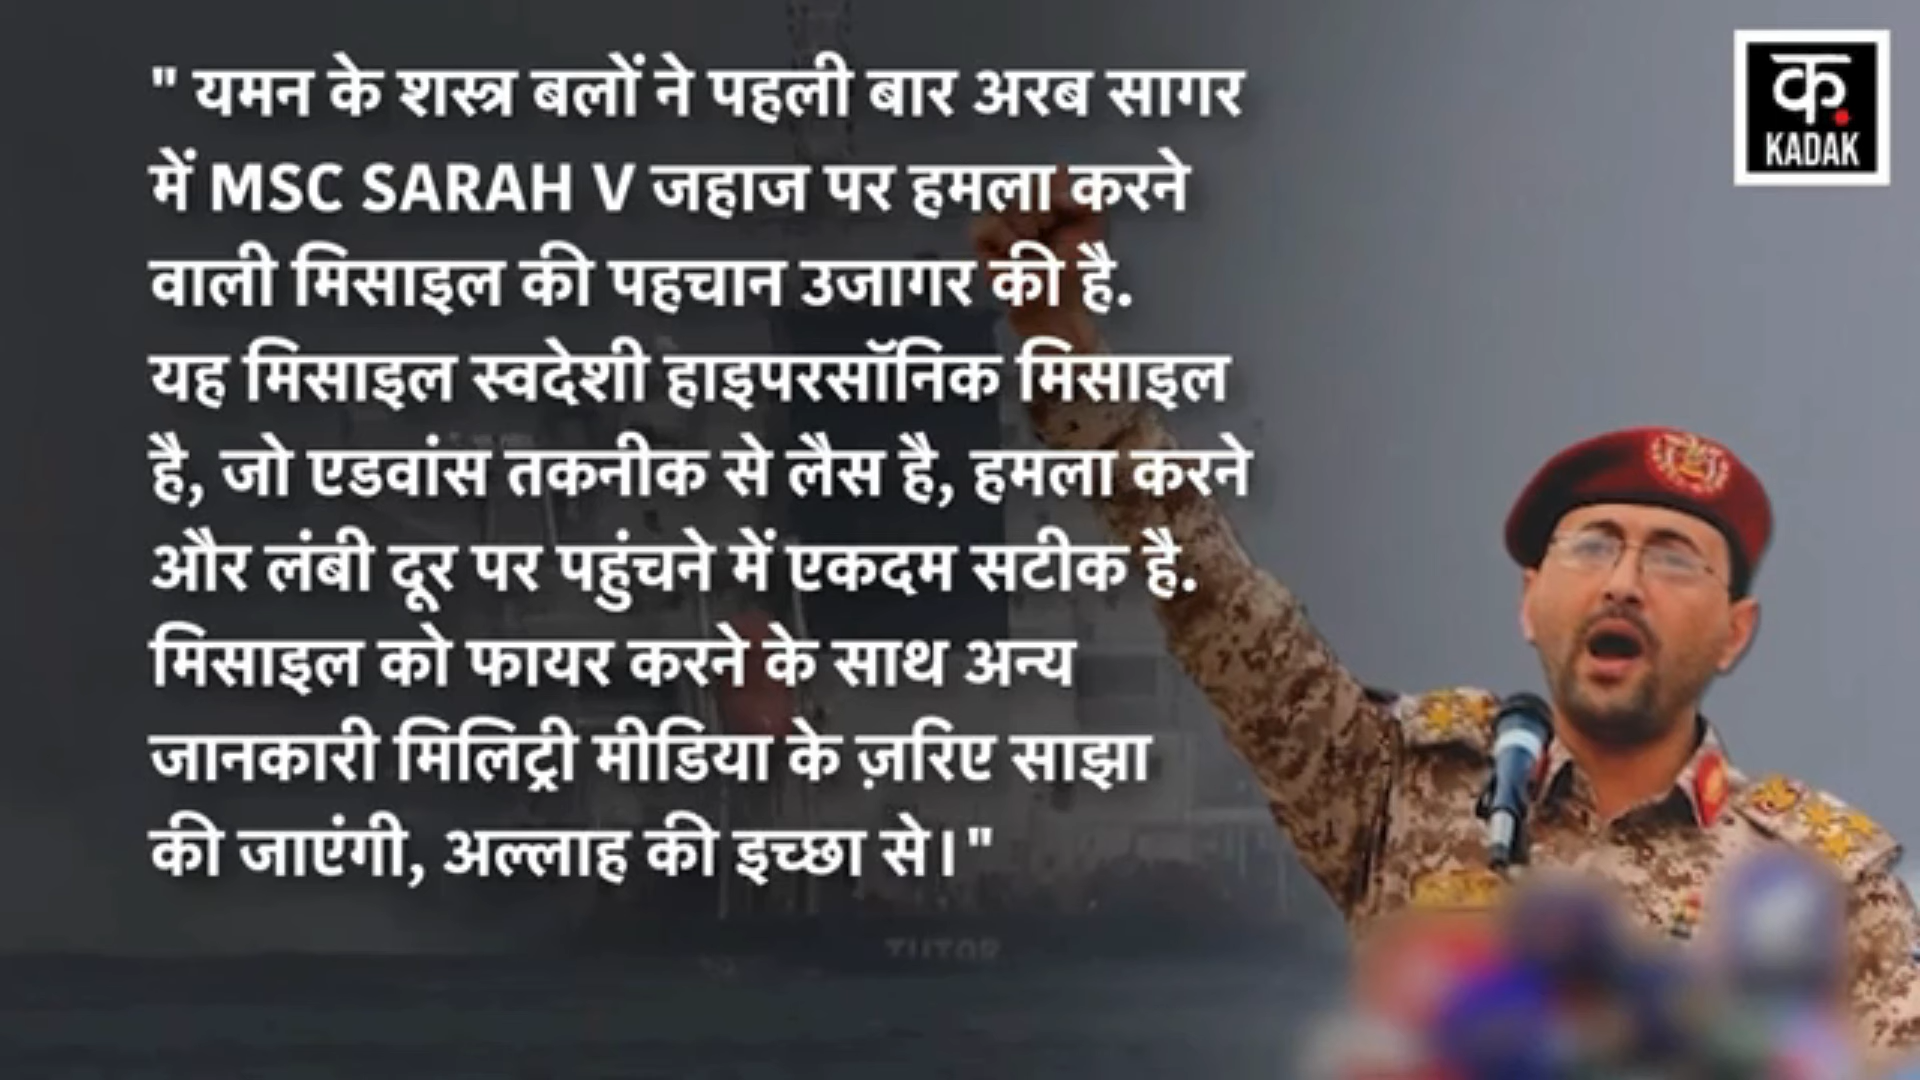 " यमन के शस्त्र बलों ने पहली बार अरब सागर
में MSC SARAH V जहाज पर हमला करने
वाली मिसाइल की पहचान उजागर की है.
यह मिसाइल स्वदेशी हाइपरसॉनिक मिसाइल
है, जो एडवांस तकनीक से लैस है, हमला करने
और लंबी दूर पर पहुंचने में एकदम सटीक है.
मिसाइल को फायर करने के साथ अन्य
जानकारी मिलिट्री मीडिया के ज़रिए साझा
की जाएंगी, अल्लाह की इच्छा से।"
क.
KADAK
TUTOR